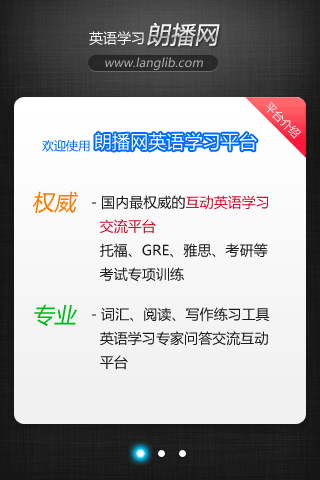 英语学习 朗播网
www.langlib.com
平台介绍
欢迎使用 朗播网英语学习平台
权威 - 国内最权威的互动英语学习
交流平台
托福、GRE、雅思、考研等
考试专项训练
专业 - 词汇、阅读、写作练习工具
英语学习专家问答交流互动
平台